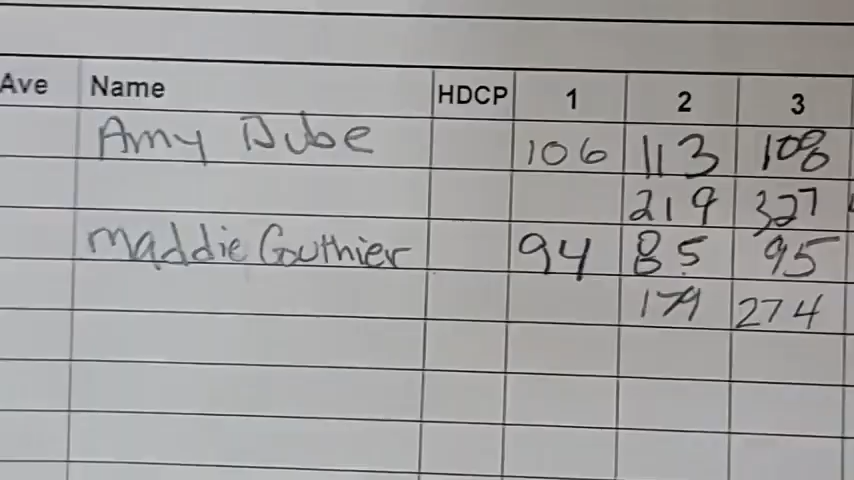 Ave Name HDCP 1 2 3
Amy Dube 106 113 108
219 327
maddie Gouthier 94 85 95
179 274